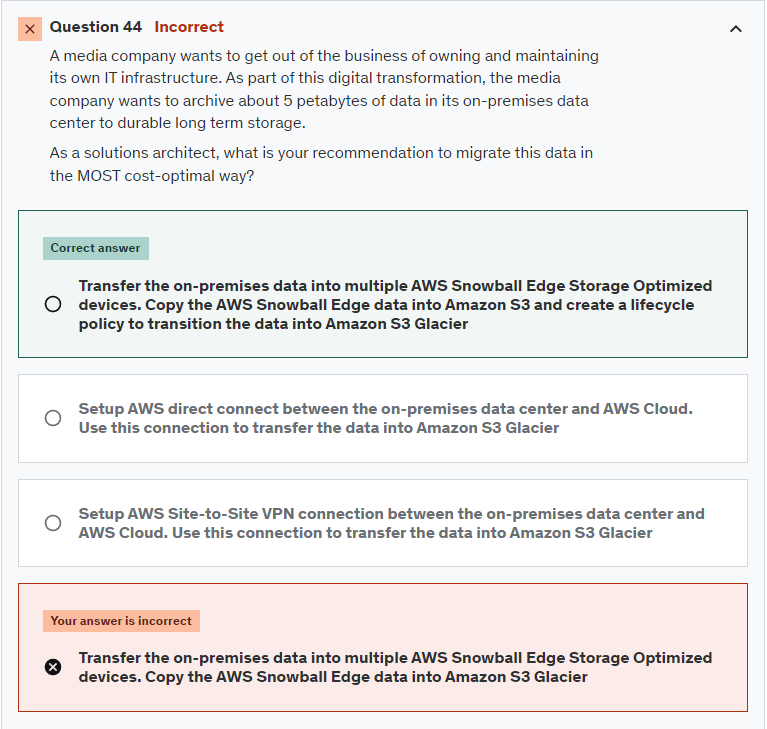 Question 44 Incorrect
A media company wants to get out of the business of owning and maintaining
its own IT infrastructure. As part of this digital transformation, the media
company wants to archive about 5 petabytes of data in its on-premises data
center to durable long term storage.
As a solutions architect, what is your recommendation to migrate this data in
the MOST cost-optimal way?
Correct answer
Transfer the on-premises data into multiple AWS Snowball Edge Storage Optimized
devices. Copy the AWS Snowball Edge data into Amazon S3 and create a lifecycle
policy to transition the data into Amazon S3 Glacier
Setup AWS direct connect between the on-premises data center and AWS Cloud.
Use this connection to transfer the data into Amazon S3 Glacier
Setup AWS Site-to-Site VPN connection between the on-premises data center and
AWS Cloud. Use this connection to transfer the data into Amazon S3 Glacier
Your answer is incorrect
Transfer the on-premises data into multiple AWS Snowball Edge Storage Optimized
devices. Copy the AWS Snowball Edge data into Amazon S3 Glacier